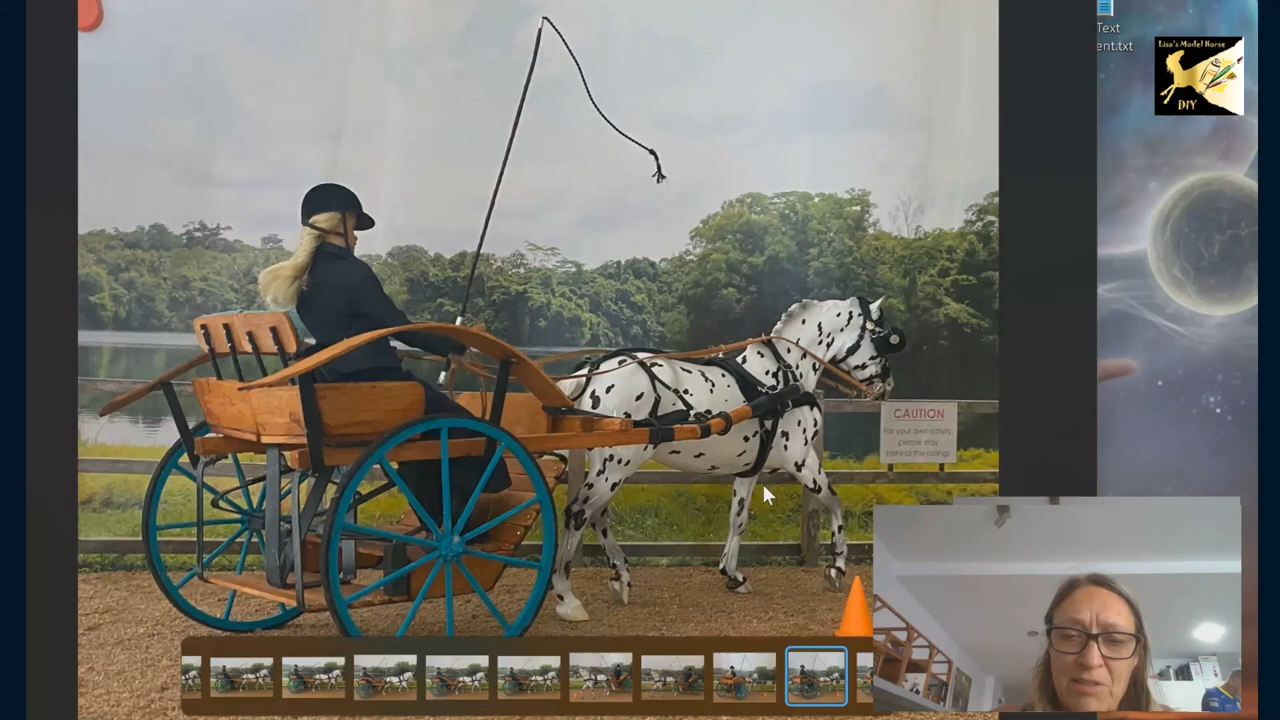 Text
ent.txt
Lisa's Model Horse
DIY
CAUTION
For your own safety
please stay
behind the railings